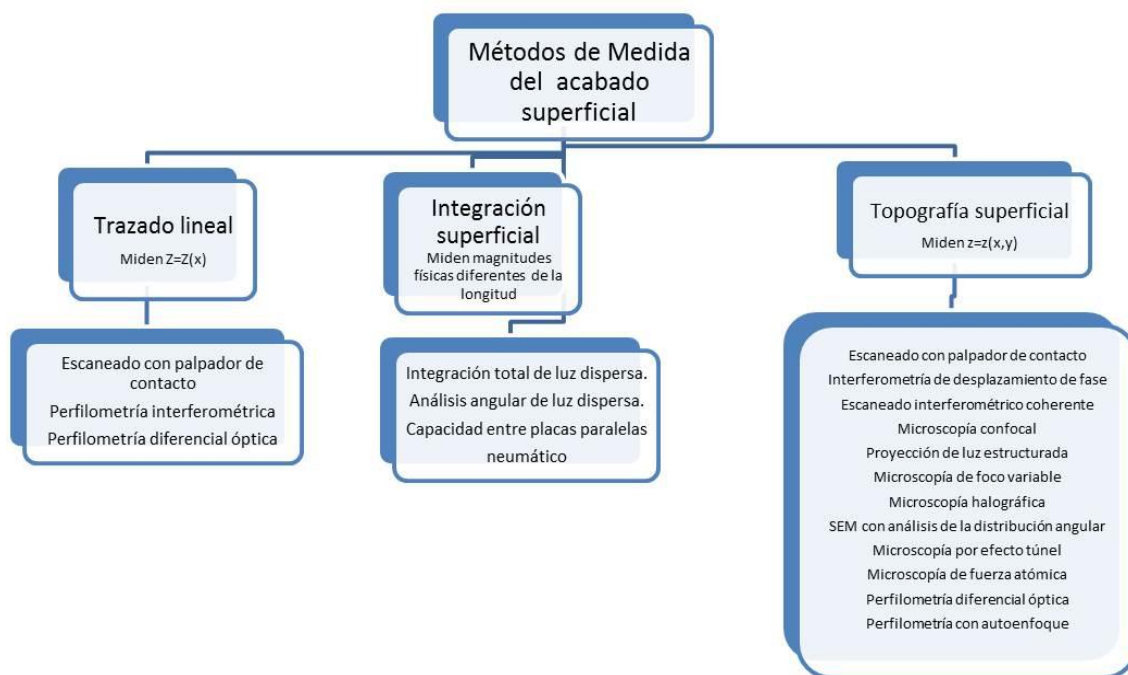 Métodos de Medida
del acabado
superficial
Trazado lineal
Miden Z=Z(x)
Integración
superficial
Miden magnitudes
físicas diferentes de la
longitud
Topografía superficial
Miden z=z(x,y)
Escaneado con palpador de
contacto
Perfilometría interferométrica
Perfilometría diferencial óptica
Integración total de luz dispersa.
Análisis angular de luz dispersa.
Capacidad entre placas paralelas
neumático
Escaneado con palpador de contacto
Interferometría de desplazamiento de fase
Escaneado interferométrico coherente
Microscopía confocal
Proyección de luz estructurada
Microscopía de foco variable
Microscopía halográfica
SEM con análisis de la distribución angular
Microscopía por efecto túnel
Microscopía de fuerza atómica
Perfilometría diferencial óptica
Perfilometría con autoenfoque